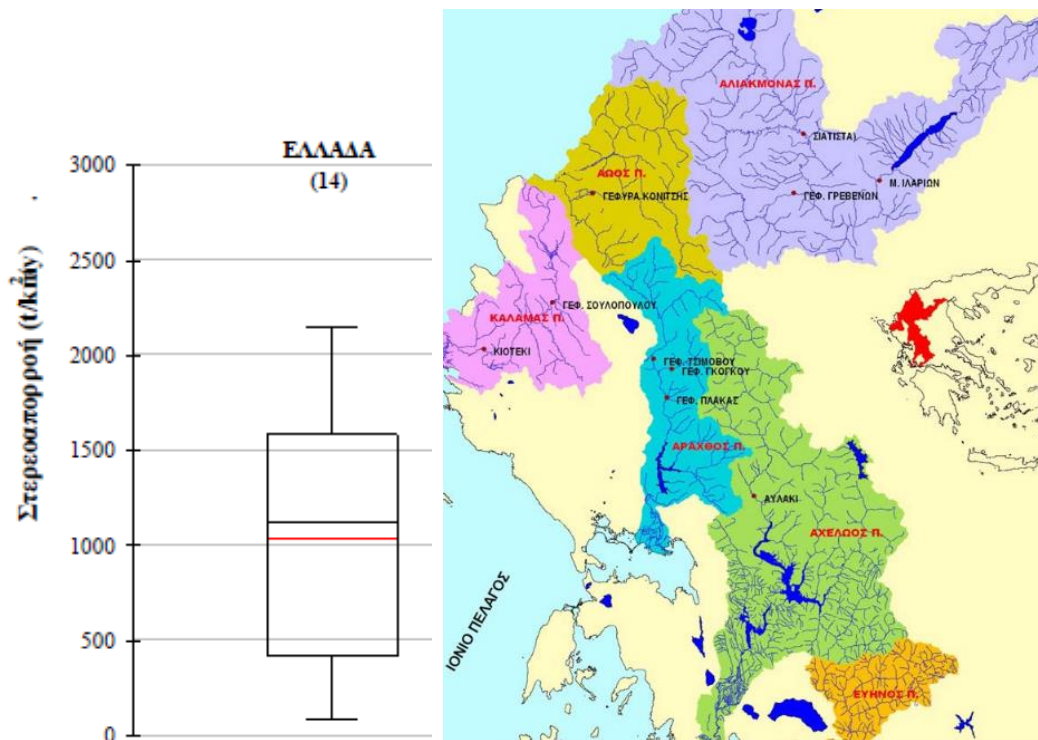 ΕΛΛΑΔΑ
(14)
Στερεοαπορροή (t/km²/y)
3000
2500
2000
1500
1000
500
0
ΑΛΙΑΚΜΟΝΑΣ Π.
ΣΙΑΤΙΣΤΑ)
Μ. ΙΛΑΡΙΩΝ
ΓΕΦ. ΓΡΕΒΕΝΩΝ
ΑΩΟΣ Π.
ΓΕΦΥΡΑ ΚΟΝΙΤΣΗΣ
ΓΕΦ. ΣΟΥΛΟΠΟΥΛΟΥ
ΚΑΛΑΜΑΣ Π.
ΚΙΟΤΕΚΙ
ΓΕΦ. ΤΣΙΜΟΒΟΥ
ΓΕΦ. ΓΚΟΓΚΟΥ
ΓΕΦ. ΠΛΑΚΑΣ
ΑΡΑΧΘΟΣ Π.
ΑΥΛΑΚΙ
ΑΧΕΛΩΟΣ Π.
ΙΟΝΙΟ ΠΕΛΑΓΟΣ
ΕΥΗΝΟΣ Π.